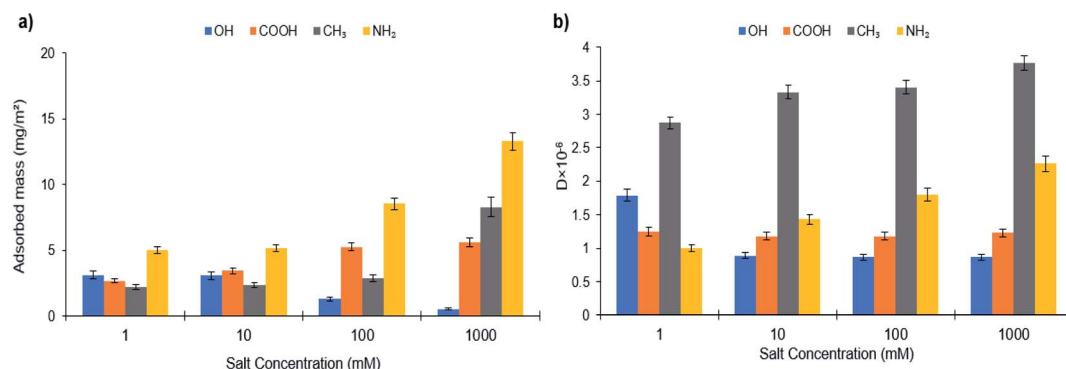 a)
OH COOH CH₃ NH₂
Adsorbed mass (mg/m²)
20
15
10
5
0
1 10 100 1000
Salt Concentration (mM)
b)
OH COOH CH₃ NH₂
D×10⁻⁶
4
3.5
3
2.5
2
1.5
1
0.5
0
1 10 100 1000
Salt Concentration (mM)